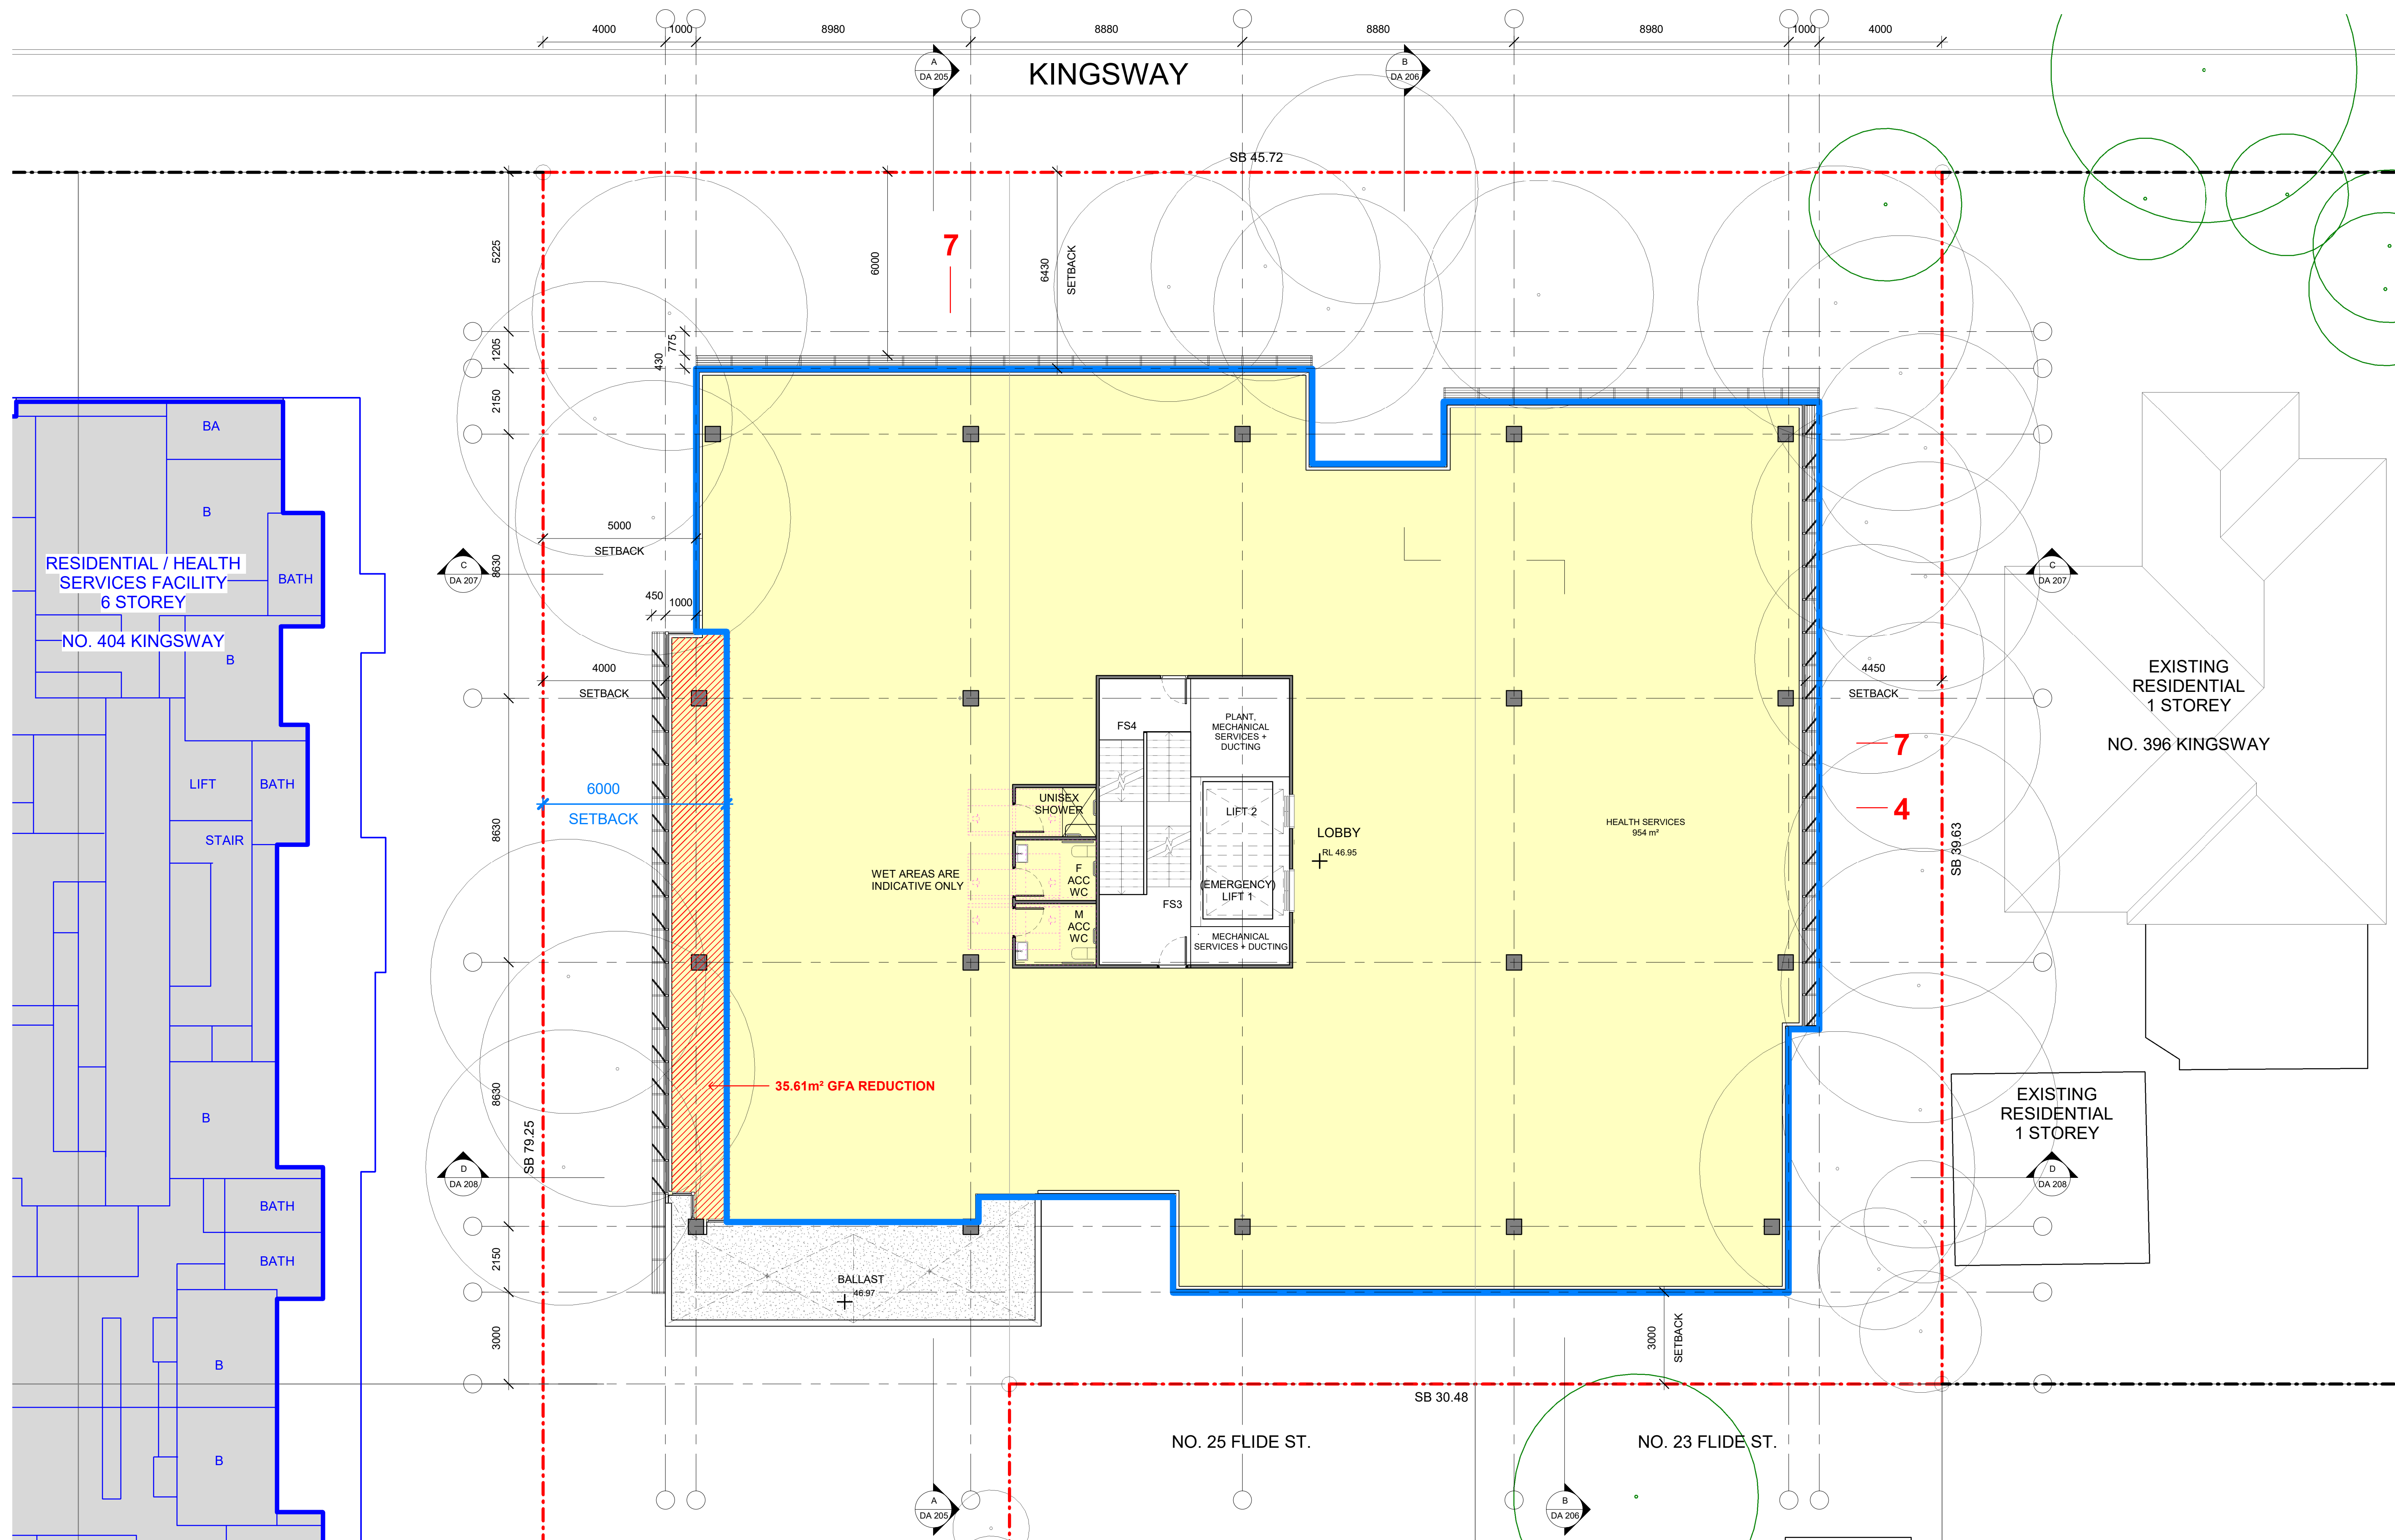 4000
1000
8980
8880
8880
8980
1000
4000
A
DA 205
KINGSWAY
B
DA 206
SB 45.72
7
5225
6000
6430
SETBACK
1205
775
430
2150
BA
B
5000
SETBACK
C
DA 207
8630
C
DA 207
RESIDENTIAL / HEALTH
SERVICES FACILITY
6 STOREY
BATH
NO. 404 KINGSWAY
B
450
1000
4000
SETBACK
4450
SETBACK
EXISTING
RESIDENTIAL
1 STOREY
NO. 396 KINGSWAY
FS4
PLANT,
MECHANICAL
SERVICES +
DUCTING
7
4
LIFT
BATH
STAIR
6000
SETBACK
8630
UNISEX
SHOWER
LIFT 2
LOBBY
RL 46.95
HEALTH SERVICES
954 m²
SB 39.63
WET AREAS ARE
INDICATIVE ONLY
F
ACC
WC
(EMERGENCY)
LIFT 1
FS3
M
ACC
WC
MECHANICAL
SERVICES + DUCTING
35.61m² GFA REDUCTION
8630
B
SB 79.25
EXISTING
RESIDENTIAL
1 STOREY
D
DA 208
D
DA 208
BATH
BATH
2150
BALLAST
46.97
B
3000
3000
SETBACK
SB 30.48
NO. 25 FLIDE ST.
NO. 23 FLIDE ST.
B
A
DA 205
B
DA 206